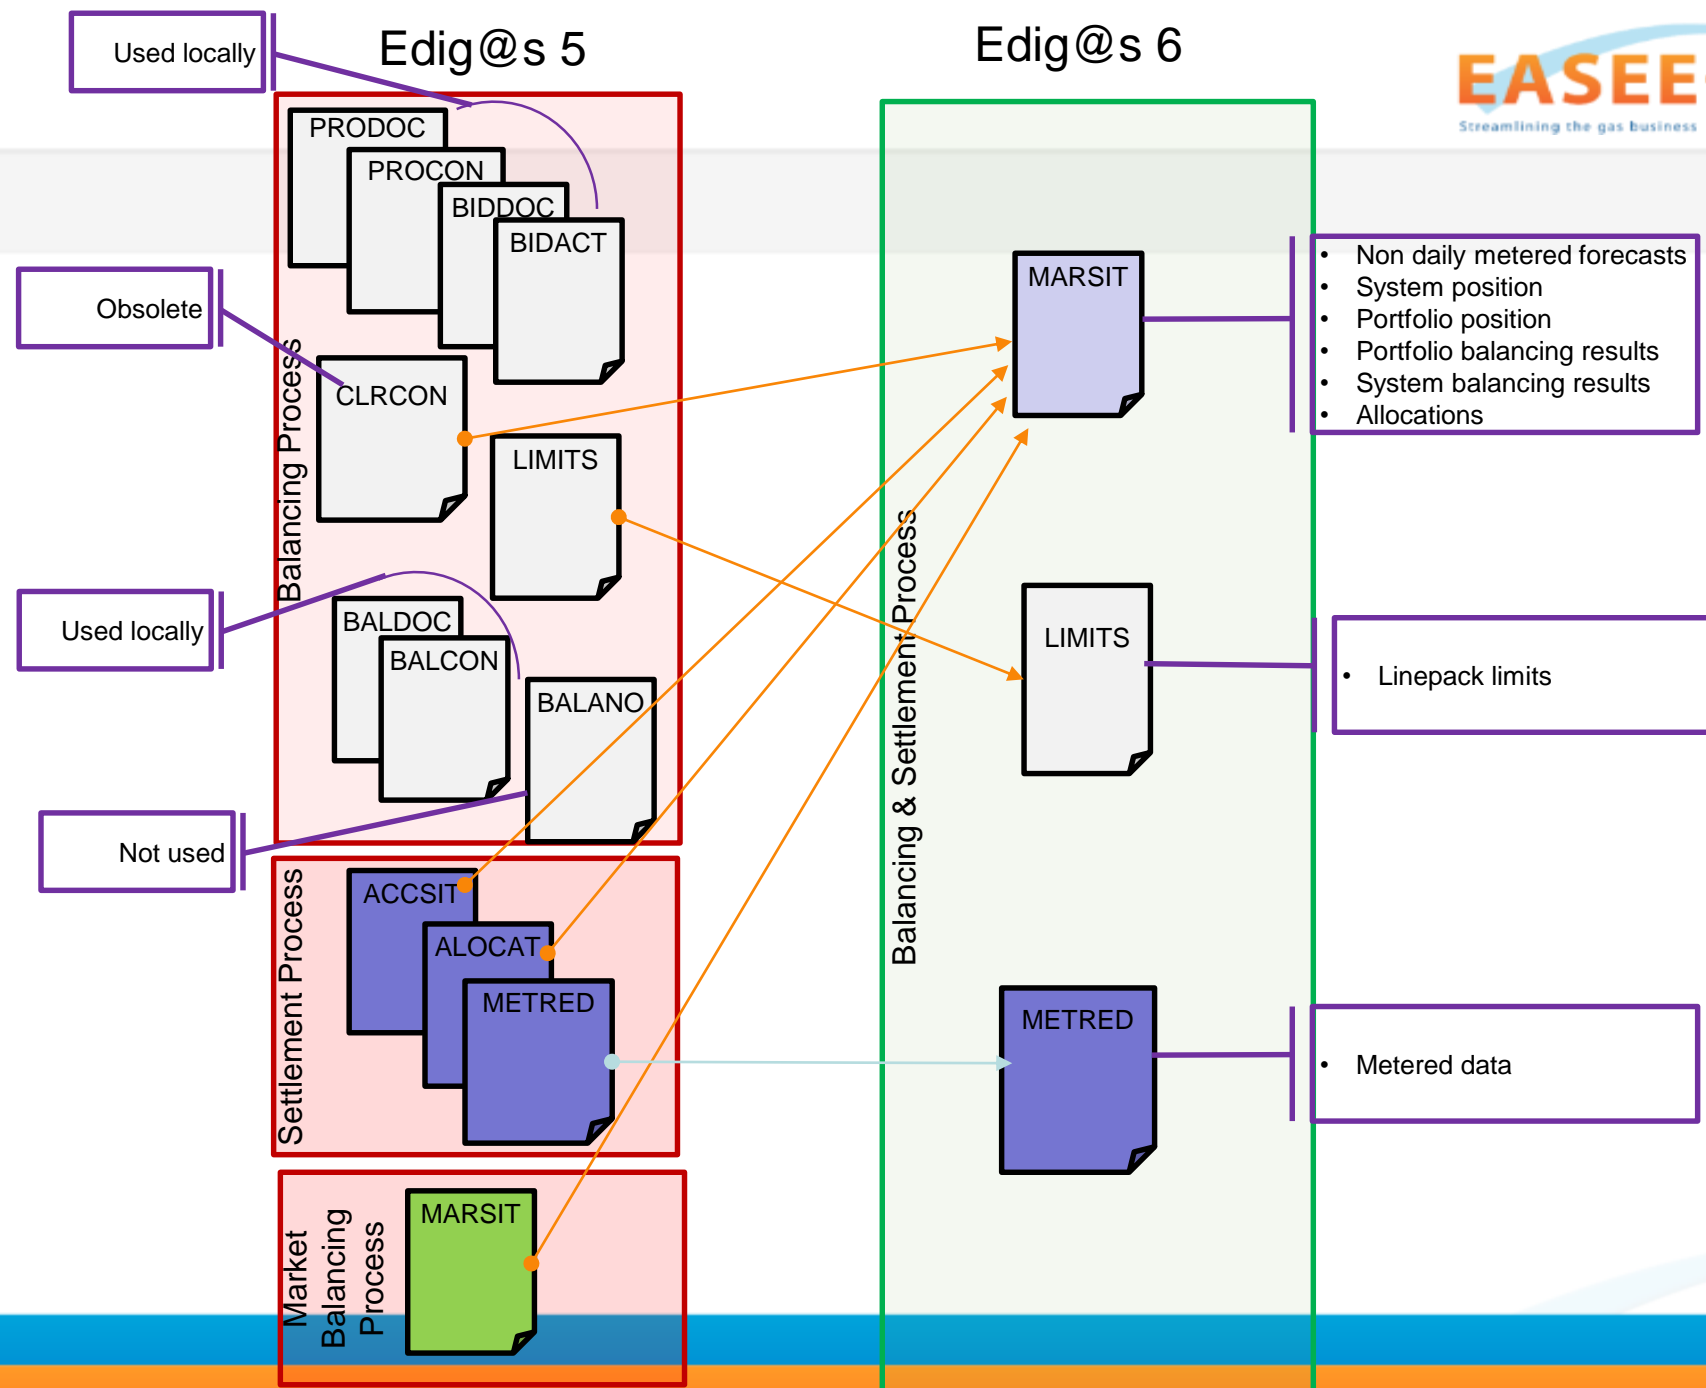 Edig@s 5
Edig@s 6
EASEE
Streamlining the gas business
Used locally
PRODOC
PROCON
BIDDOC
BIDACT
Obsolete
CLRCON
LIMITS
Balancing Process
Used locally
BALDOC
BALCON
BALANO
Not used
Settlement Process
ACCSIT
ALOCAT
METRED
Market
Balancing
Process
MARSIT
Balancing & Settlement Process
MARSIT
• Non daily metered forecasts
• System position
• Portfolio position
• Portfolio balancing results
• System balancing results
• Allocations
LIMITS
• Linepack limits
METRED
• Metered data